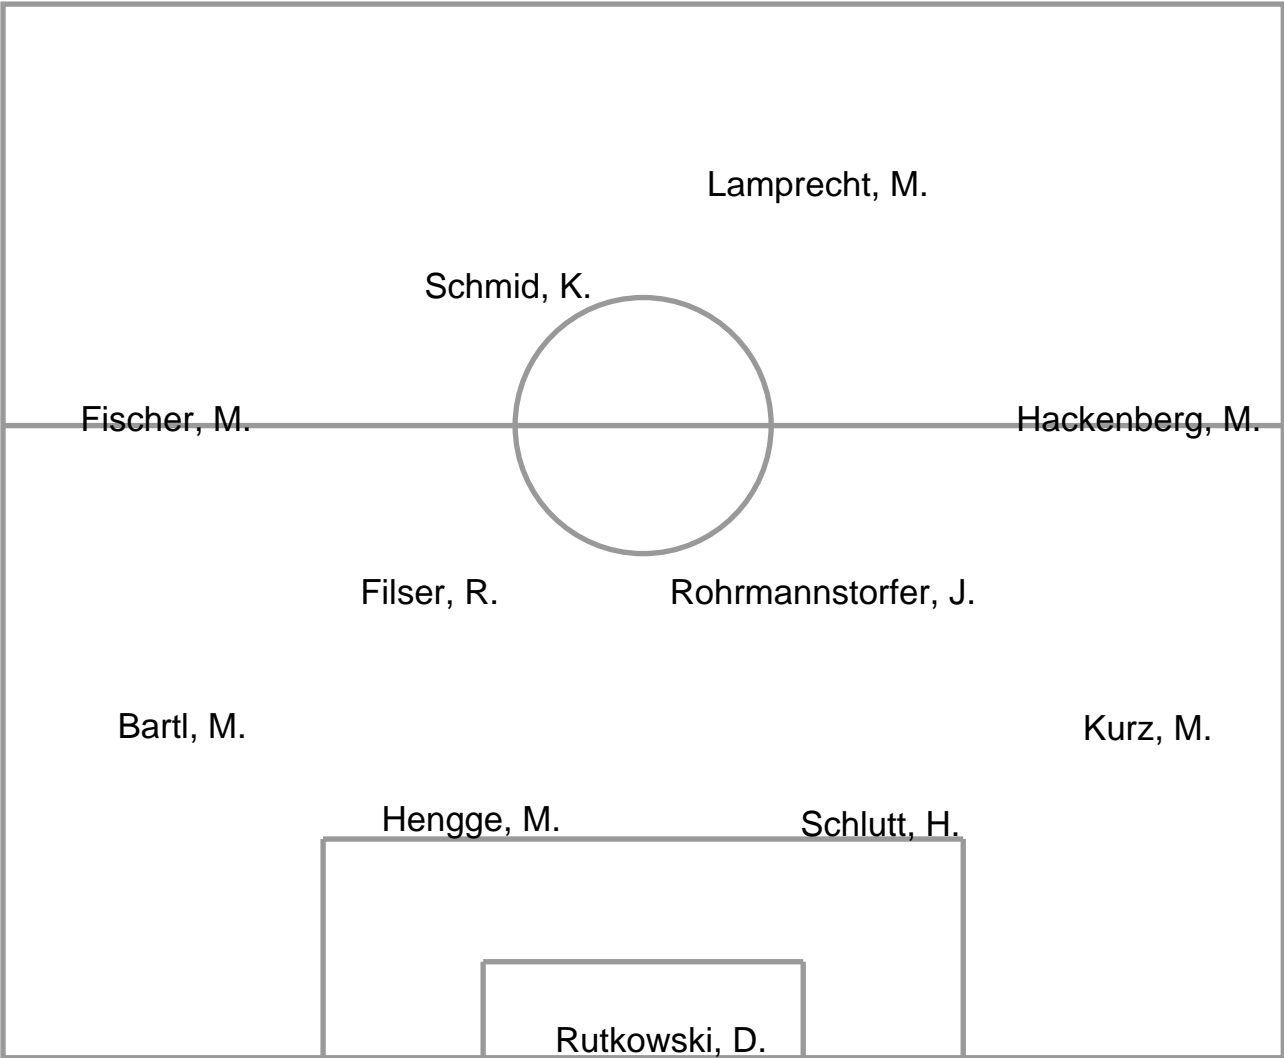 Lamprecht, M.
Schmid, K.
Fischer, M.
Hackenberg, M.
Filser, R.
Rohrmannstorfer, J.
Bartl, M.
Kurz, M.
Hengge, M.
Schlutt, H.
Rutkowski, D.